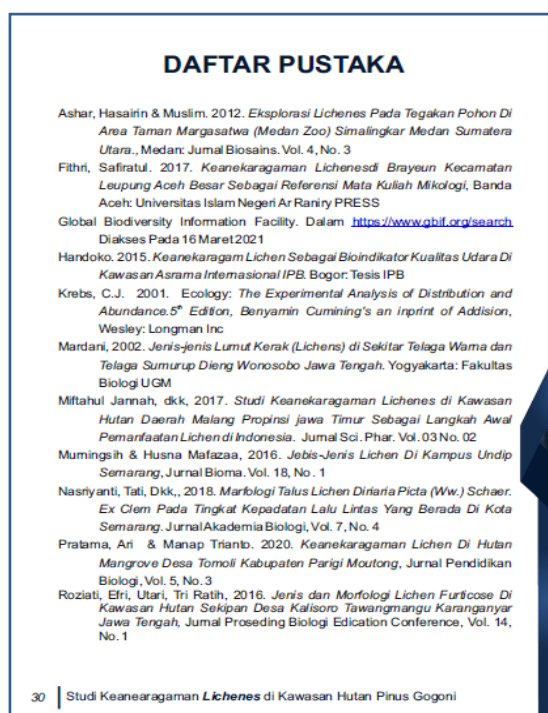 DAFTAR PUSTAKA
Ashar, Hasairin & Muslim. 2012. Eksplorasi Lichenes Pada Tegakan Pohon Di
Area Taman Margasatwa (Medan Zoo) Simalingkar Medan Sumatera
Utara., Medan: Jurnal Biosains. Vol. 4, No. 3
Fithri, Safiratul. 2017. Keanekaragaman Lichenesdi Brayeun Kecamatan
Leupung Aceh Besar Sebagai Referensi Mata Kuliah Mikologi, Banda
Aceh: Universitas Islam Negeri Ar Raniry PRESS
Global Biodiversity Information Facility. Dalam https://www.gbif.org/search
Diakses Pada 16 Maret 2021
Handoko. 2015. Keanekaragam Lichen Sebagai Bioindikator Kualitas Udara Di
Kawasan Asrama Internasional IPB. Bogor: Tesis IPB
Krebs, C.J. 2001. Ecology: The Experimental Analysis of Distribution and
Abundance.5th Edition, Benyamin Cumining's an inprint of Addision,
Wesley: Longman Inc
Mardani, 2002. Jenis-jenis Lumut Kerak (Lichens) di Sekitar Telaga Warna dan
Telaga Sumurup Dieng Wonosobo Jawa Tengah. Yogyakarta: Fakultas
Biologi UGM
Miftahul Jannah, dkk, 2017. Studi Keanekaragaman Lichenes di Kawasan
Hutan Daerah Malang Propinsi jawa Timur Sebagai Langkah Awal
Pemanfaatan Lichen di Indonesia. Jurnal Sci. Phar. Vol. 03 No. 02
Murningsih & Husna Mafazaa, 2016. Jebis-Jenis Lichen Di Kampus Undip
Semarang, Jurnal Bioma. Vol. 18, No. 1
Nasriyanti, Tati, Dkk,, 2018. Marfologi Talus Lichen Diriaria Picta (Ww.) Schaer.
Ex Clem Pada Tingkat Kepadatan Lalu Lintas Yang Berada Di Kota
Semarang. Jurnal Akademia Biologi, Vol. 7, No. 4
Pratama, Ari & Manap Trianto. 2020. Keanekaragaman Lichen Di Hutan
Mangrove Desa Tomoli Kabupaten Parigi Moutong, Jurnal Pendidikan
Biologi, Vol. 5, No. 3
Roziati, Efri, Utari, Tri Ratih, 2016. Jenis dan Morfologi Lichen Furticose Di
Kawasan Hutan Sekipan Desa Kalisoro Tawangmangu Karanganyar
Jawa Tengah, Jurnal Proseding Biologi Edication Conference, Vol. 14,
No. 1
30 Studi Keanearagaman Lichenes di Kawasan Hutan Pinus Gogoni